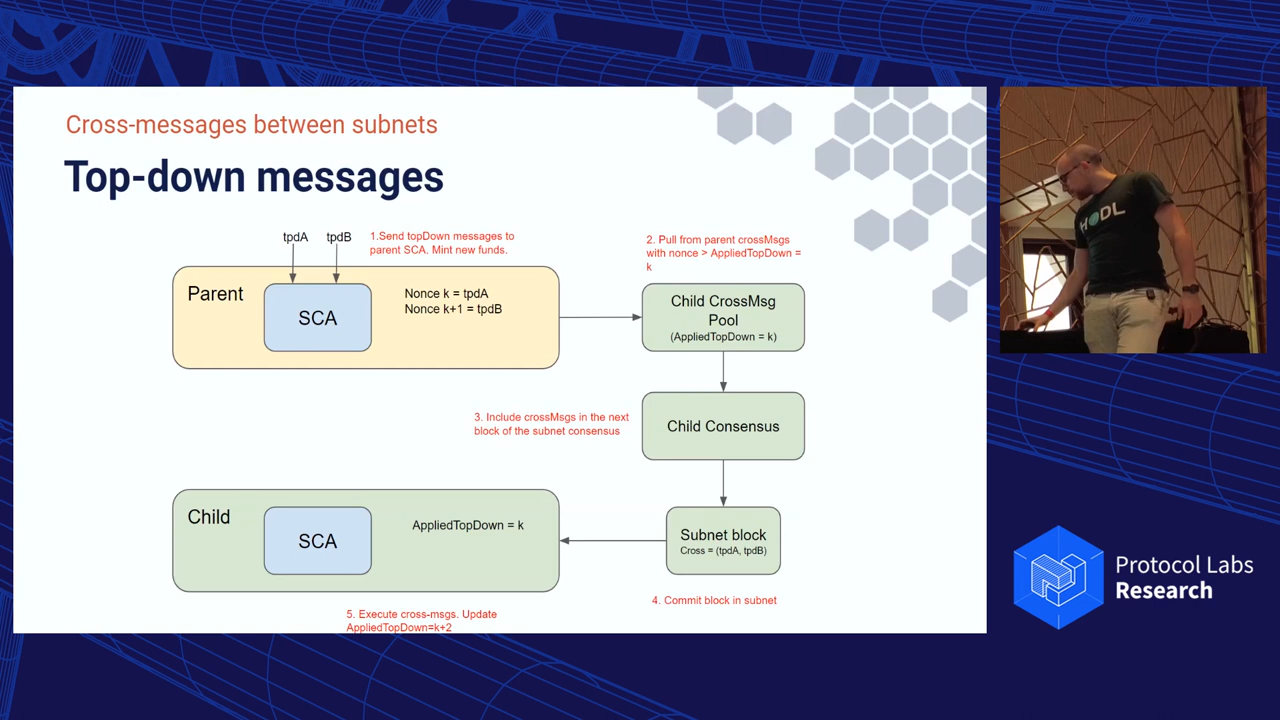 Cross-messages between subnets
Top-down messages
tpdA
tpdB
1.Send topDown messages to
parent SCA. Mint new funds.
Parent
SCA
Nonce k = tpdA
Nonce k+1 = tpdB
2. Pull from parent crossMsgs
with nonce > AppliedTopDown =
k
Child CrossMsg
Pool
(AppliedTopDown = k)
3. Include crossMsgs in the next
block of the subnet consensus
Child Consensus
Child
SCA
AppliedTopDown = k
Subnet block
Cross = (tpdA, tpdB)
4. Commit block in subnet
5. Execute cross-msgs. Update
AppliedTopDown=k+2
HODL
Protocol Labs
Research